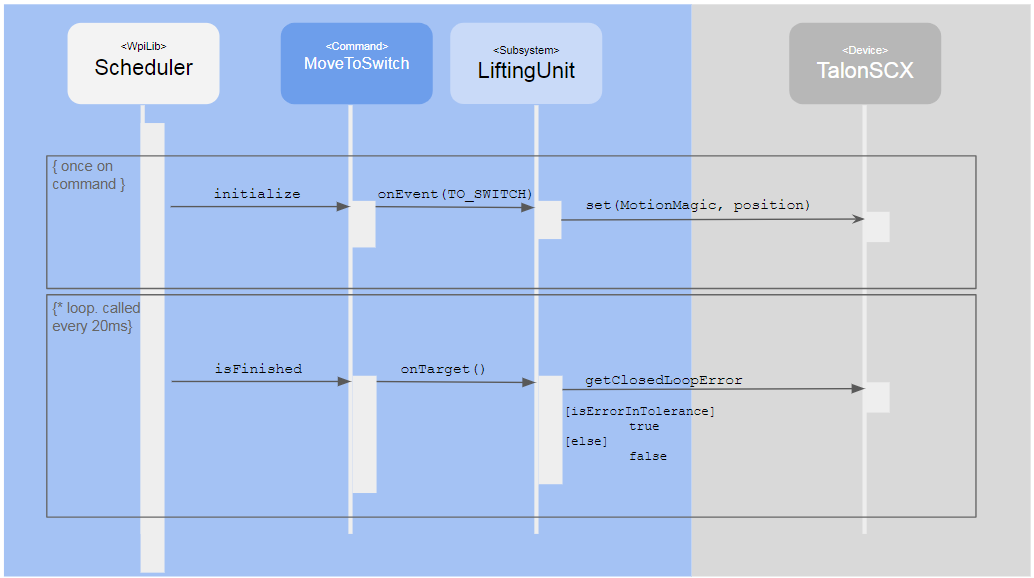 <WpiLib>
Scheduler
<Command>
MoveToSwitch
<Subsystem>
LiftingUnit
<Device>
TalonSCX
{ once on
command }
initialize
onEvent(TO_SWITCH)
set(MotionMagic, position)
{* loop. called
every 20ms}
isFinished
onTarget()
getClosedLoopError
[isErrorInTolerance]
true
[else]
false